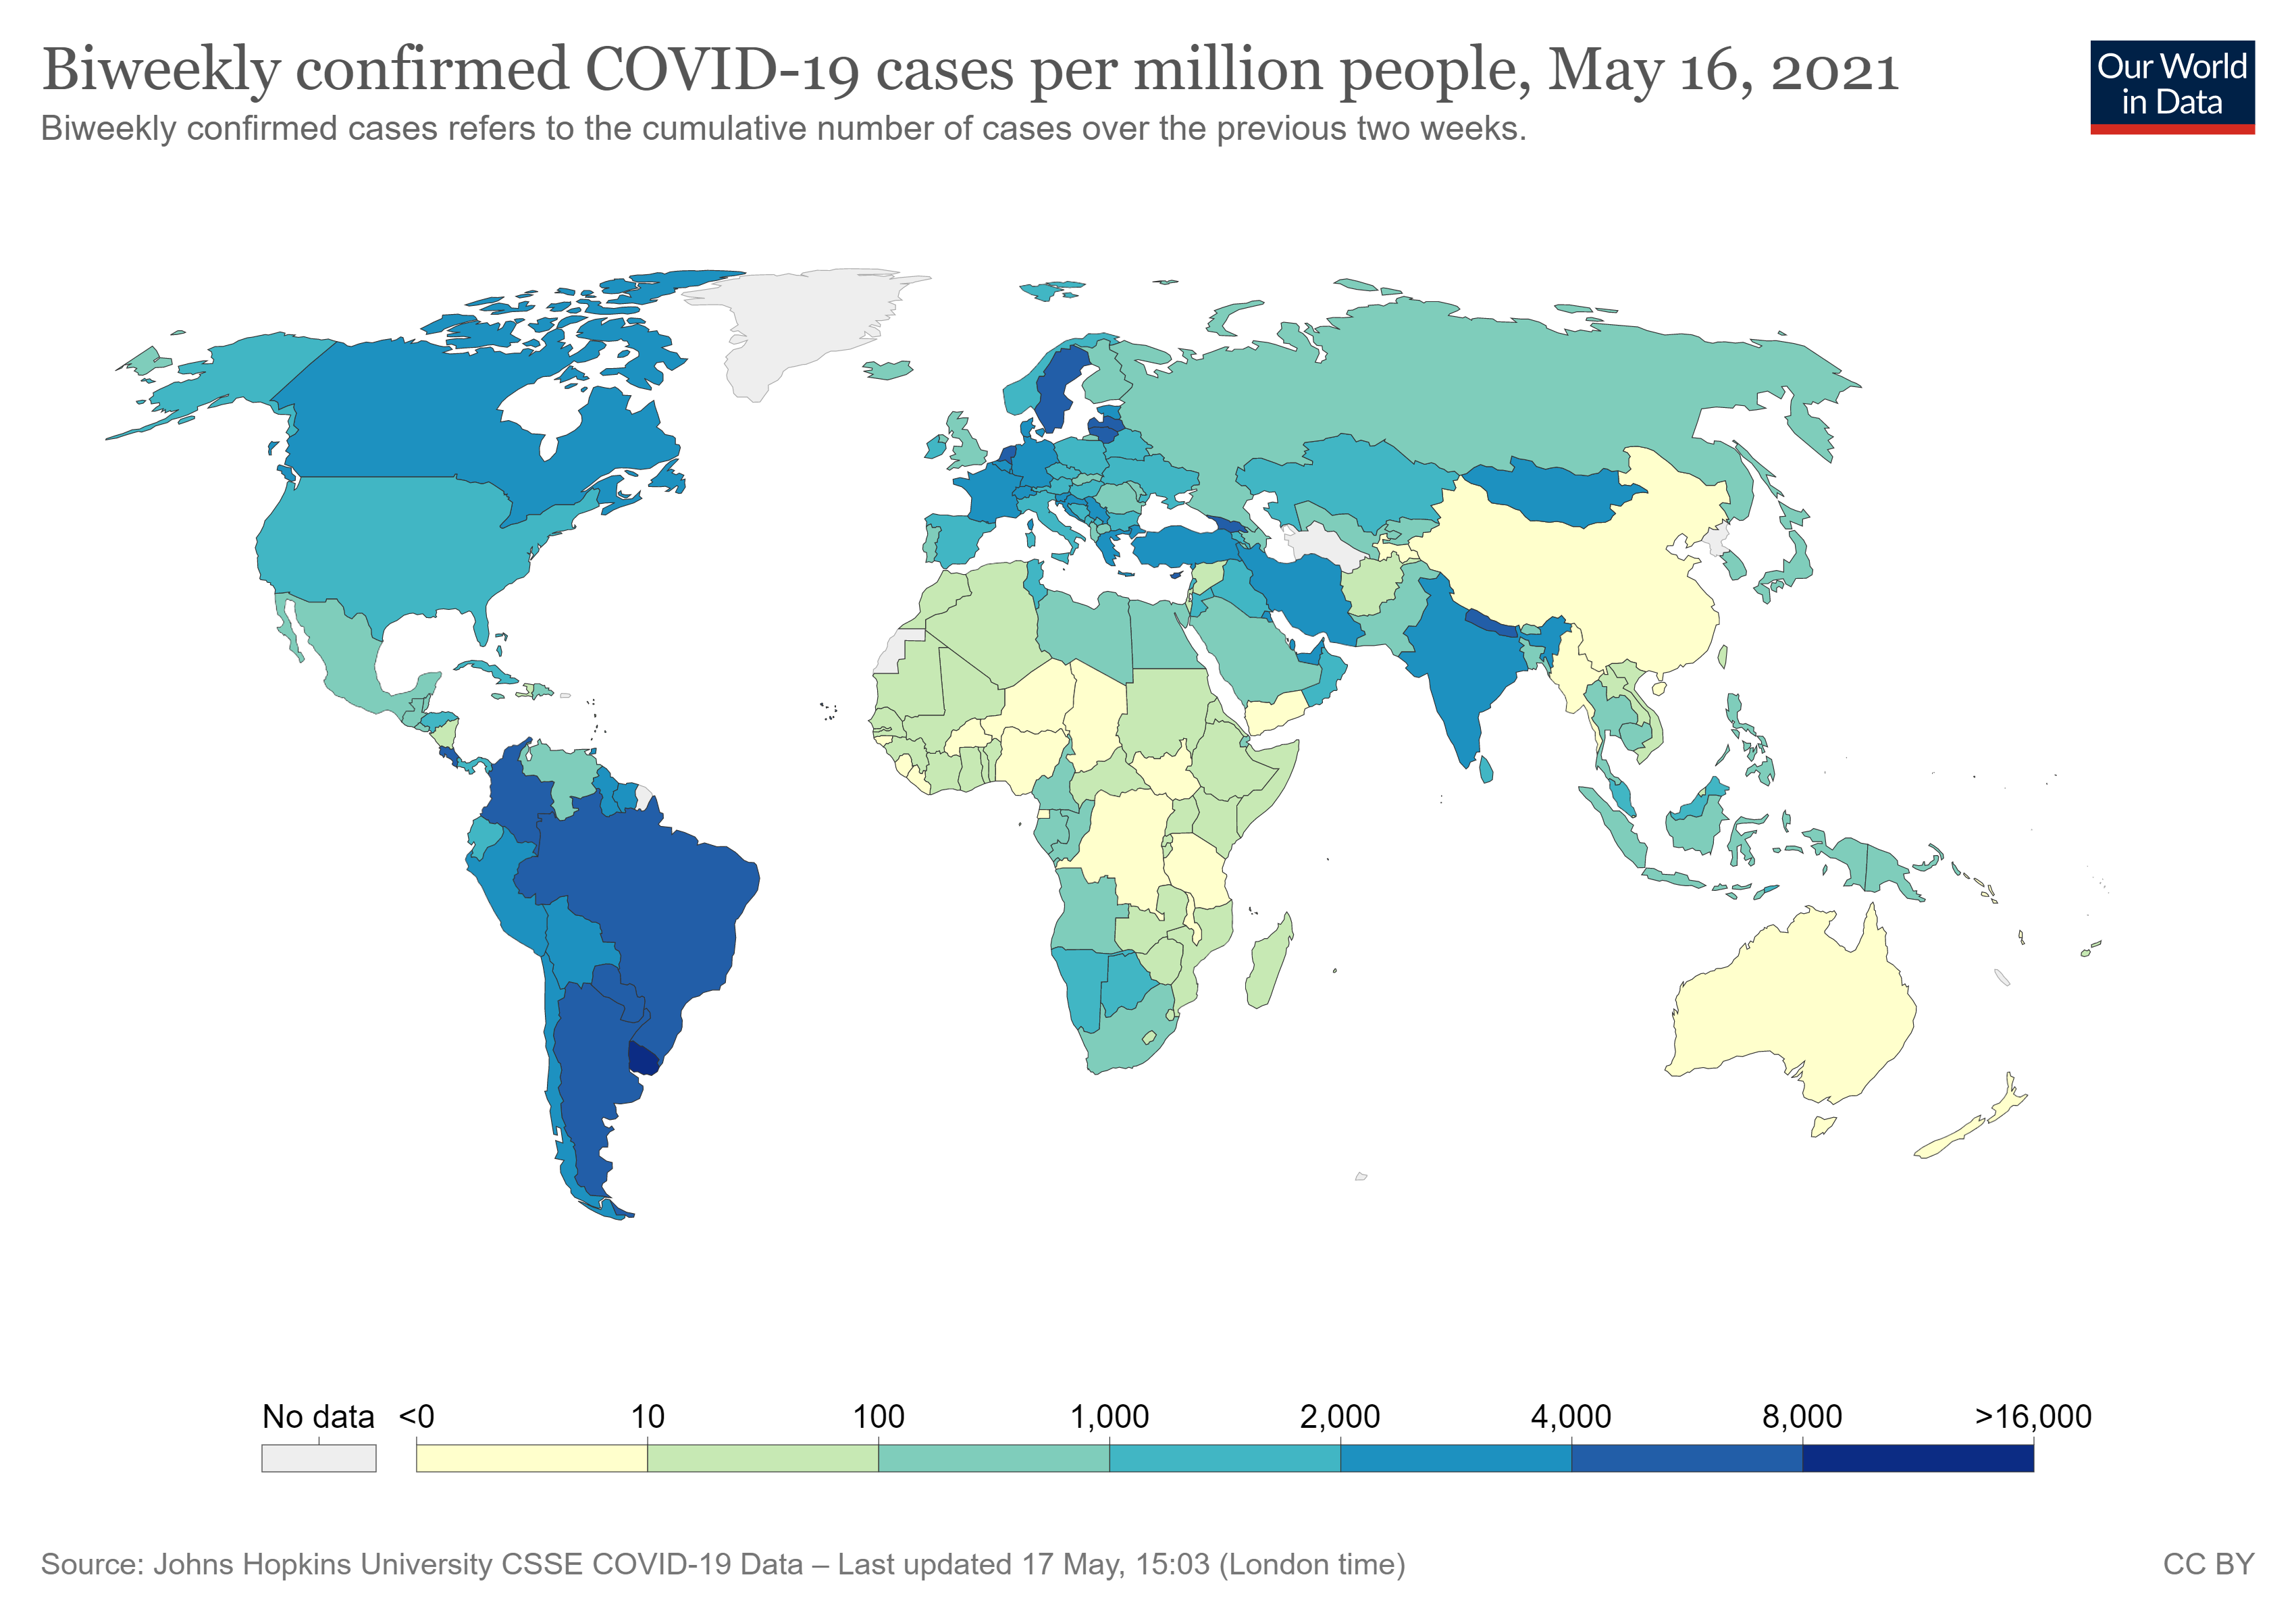 Biweekly confirmed COVID-19 cases per million people, May 16, 2021
Biweekly confirmed cases refers to the cumulative number of cases over the previous two weeks.
Our World
in Data
No data <0 10 100 1,000 2,000 4,000 8,000 >16,000
Source: Johns Hopkins University CSSE COVID-19 Data – Last updated 17 May, 15:03 (London time)
CC BY